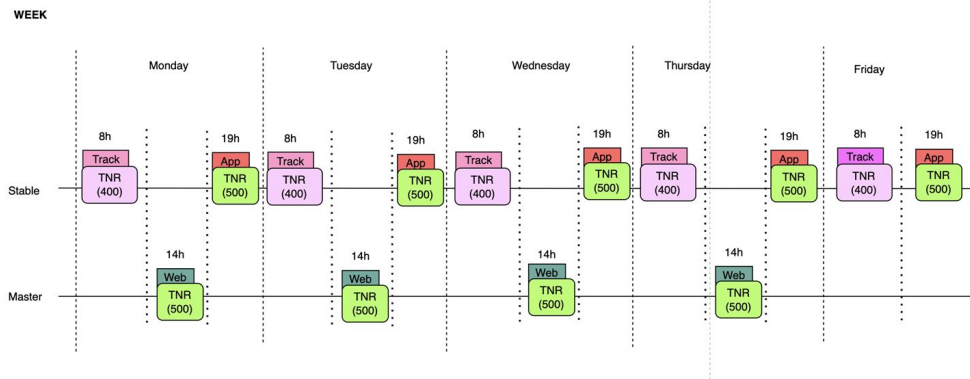 WEEK
Monday
Tuesday
Wednesday
Thursday
Friday
8h
19h
8h
19h
8h
19h
8h
19h
8h
19h
Track
App
Track
App
Track
App
Track
App
Track
App
Stable
TNR
(400)
TNR
(500)
TNR
(400)
TNR
(500)
TNR
(400)
TNR
(500)
TNR
(400)
TNR
(500)
TNR
(400)
TNR
(500)
14h
14h
14h
14h
Web
Web
Web
Web
Master
TNR
(500)
TNR
(500)
TNR
(500)
TNR
(500)